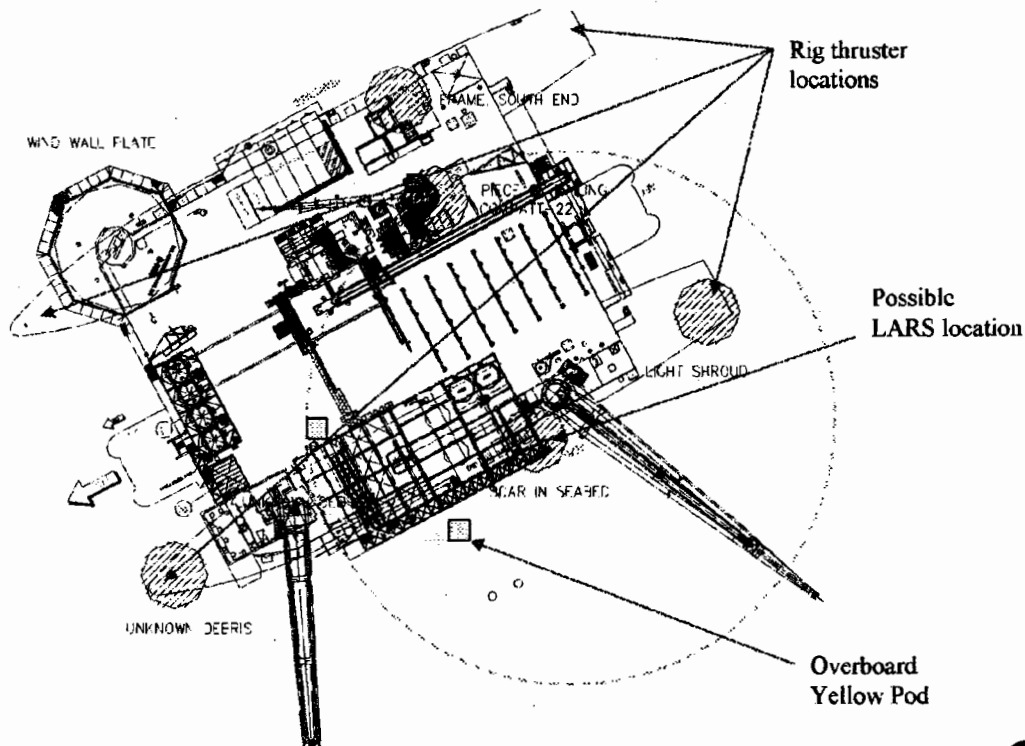 Rig thruster
locations
FRAME, SOUTH END
WIND WALL PLATE
Possible
LARS location
LIGHT SHROUD
SCAR IN SEABED
UNKNOWN DEBRIS
Overboard
Yellow Pod